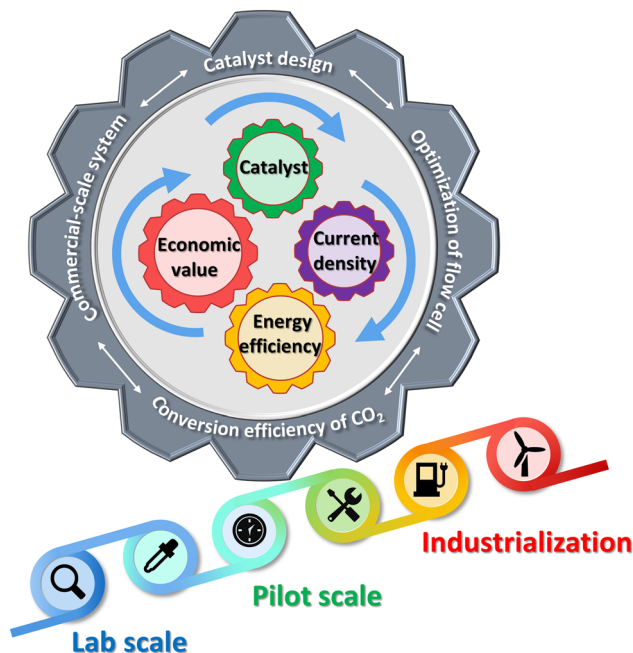 Catalyst design
Commercial-scale system
Optimization of flow cell
Catalyst
Economic
value
Current
density
Energy
efficiency
Conversion efficiency of CO₂
Industrialization
Pilot scale
Lab scale